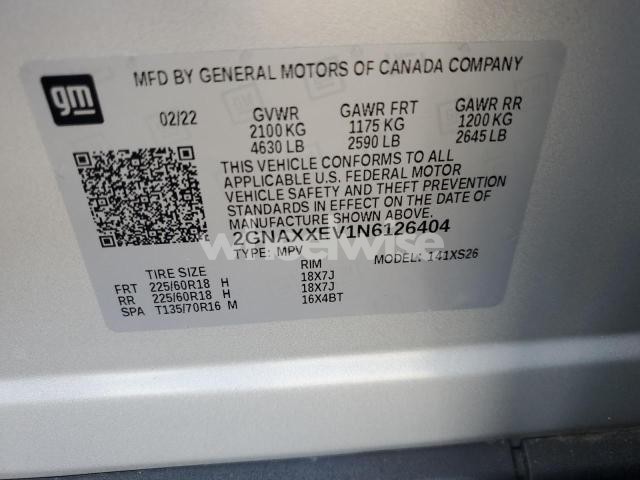 gm
MFD BY GENERAL MOTORS OF CANADA COMPANY
02/22 GVWR GAWR FRT GAWR RR
2100 KG 1175 KG 1200 KG
4630 LB 2590 LB 2645 LB
THIS VEHICLE CONFORMS TO ALL
APPLICABLE U.S. FEDERAL MOTOR
VEHICLE SAFETY AND THEFT PREVENTION
STANDARDS IN EFFECT ON THE DATE OF
MANUFACTURE SHOWN ABOVE.
2GNAXXEV1N6126404
TYPE: MPV MODEL: 141XS26
TIRE SIZE RIM
FRT 225/60R18 H 18X7J
RR 225/60R18 H 18X7J
SPA T135/70R16 M 16X4BT
wheelwise